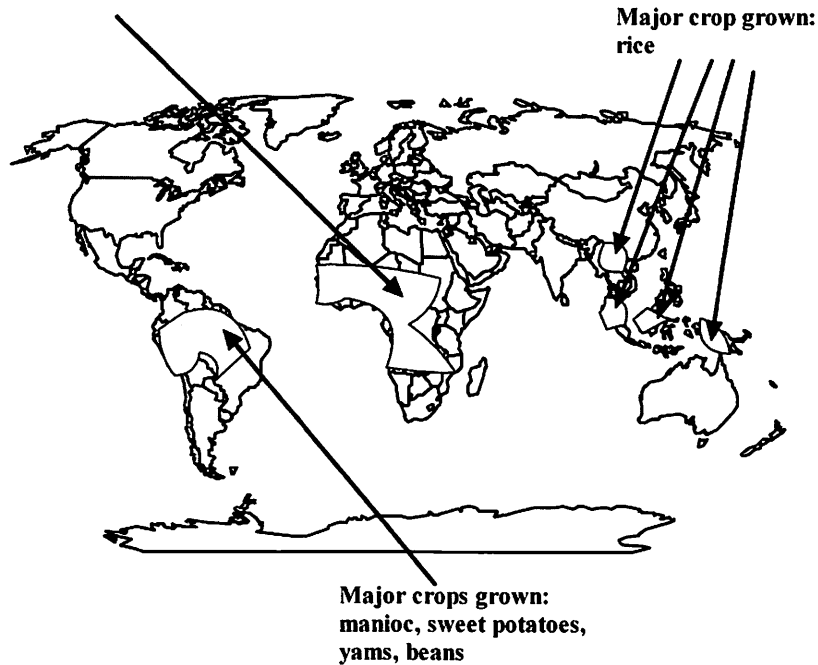 Major crop grown:
rice
Major crops grown:
manioc, sweet potatoes,
yams, beans